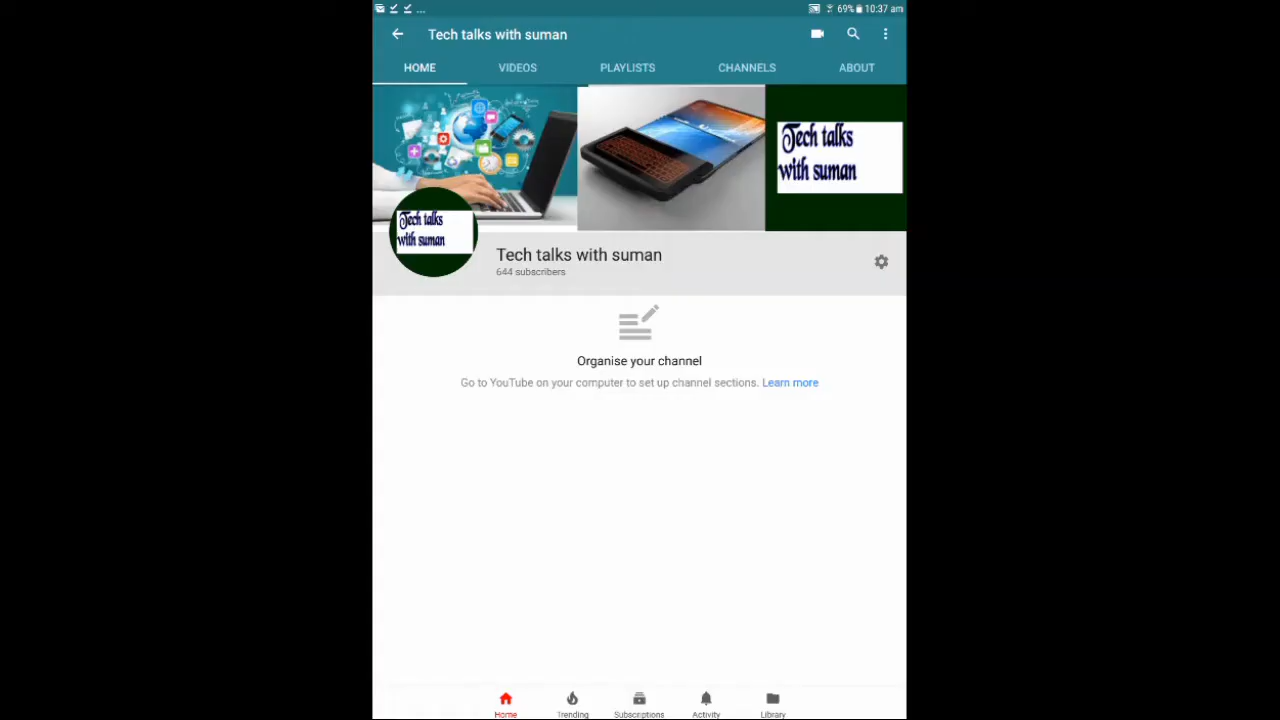 ... 69% 10:37 am
Tech talks with suman
HOME VIDEOS PLAYLISTS CHANNELS ABOUT
Tech talks
with suman
Tech talks
with suman
Tech talks with suman
644 subscribers
Organise your channel
Go to YouTube on your computer to set up channel sections. Learn more
Home Trending Subscriptions Activity Library